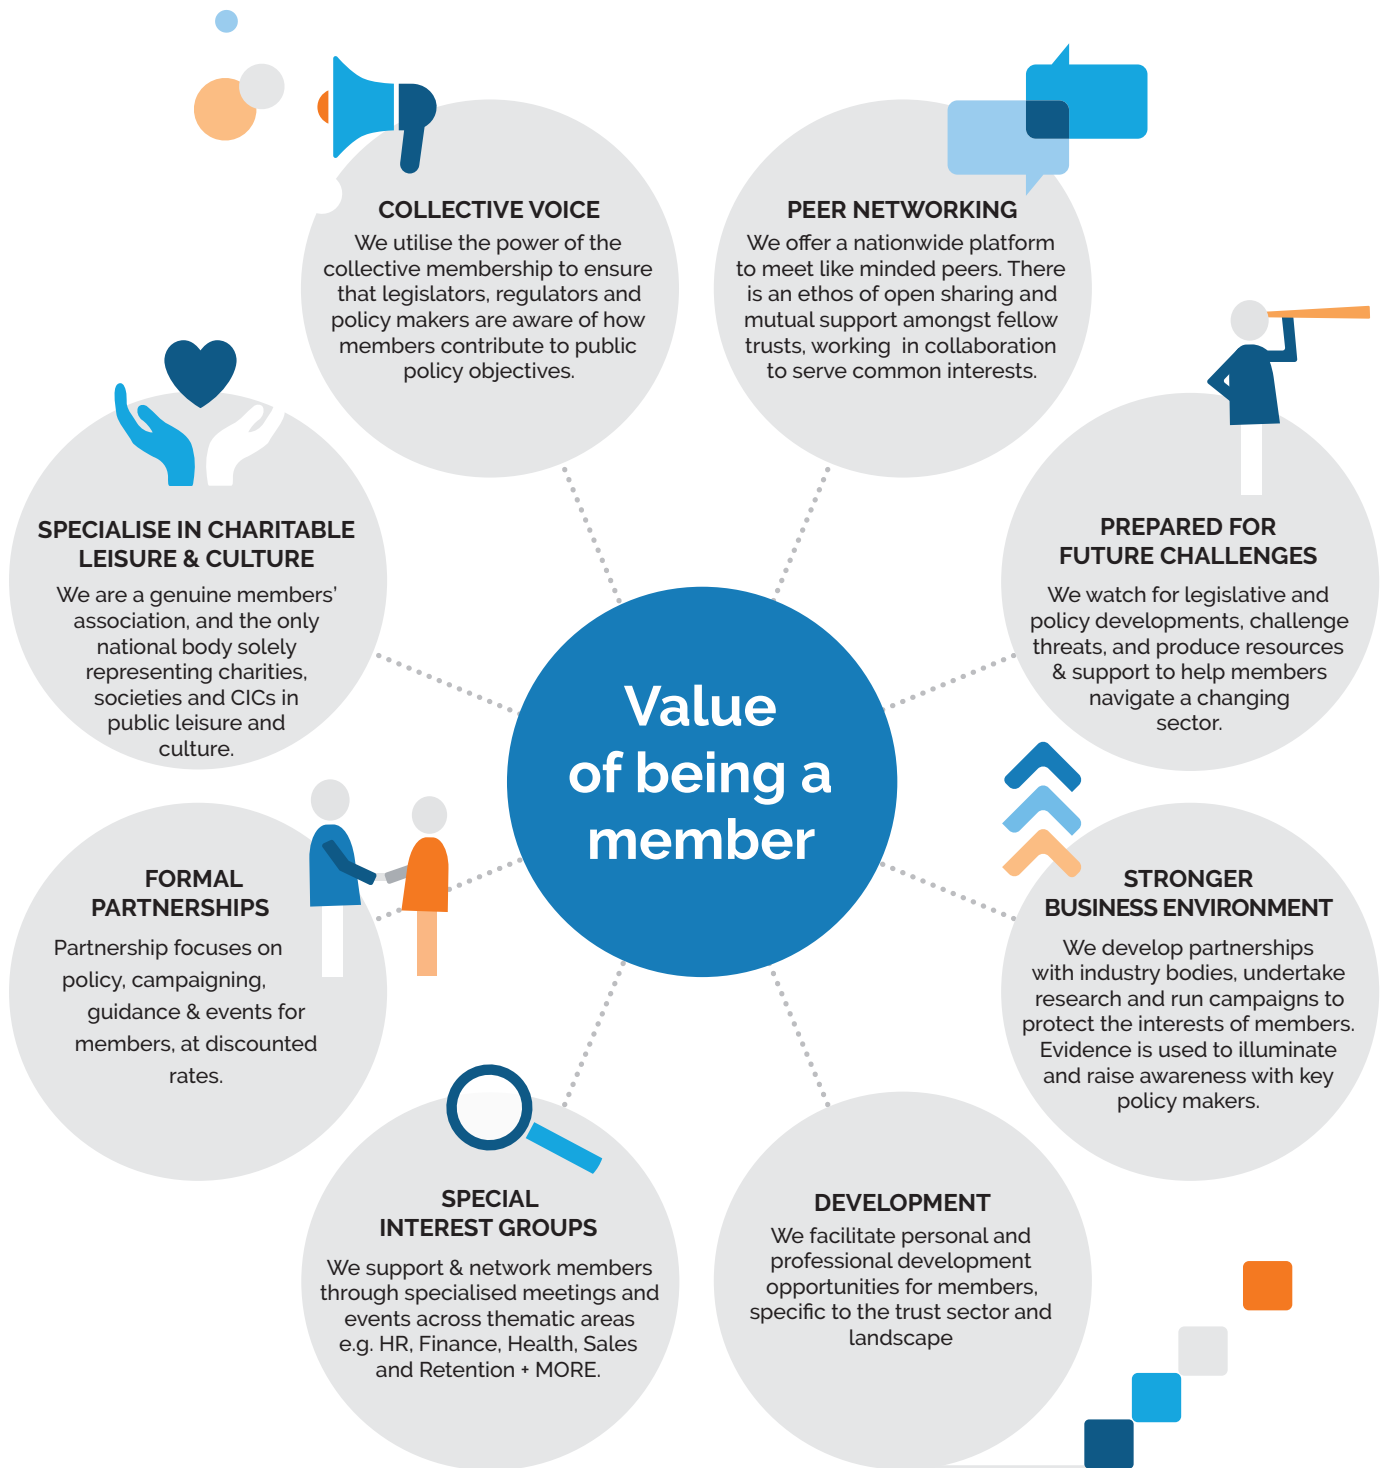 COLLECTIVE VOICE
We utilise the power of the
collective membership to ensure
that legislators, regulators and
policy makers are aware of how
members contribute to public
policy objectives.
PEER NETWORKING
We offer a nationwide platform
to meet like minded peers. There
is an ethos of open sharing and
mutual support amongst fellow
trusts, working in collaboration
to serve common interests.
SPECIALISE IN CHARITABLE
LEISURE & CULTURE
We are a genuine members'
association, and the only
national body solely
representing charities,
societies and CICs in
public leisure and
culture.
PREPARED FOR
FUTURE CHALLENGES
We watch for legislative and
policy developments, challenge
threats, and produce resources
& support to help members
navigate a changing
sector.
Value
of being a
member
FORMAL
PARTNERSHIPS
Partnership focuses on
policy, campaigning,
guidance & events for
members, at discounted
rates.
STRONGER
BUSINESS ENVIRONMENT
We develop partnerships
with industry bodies, undertake
research and run campaigns to
protect the interests of members.
Evidence is used to illuminate
and raise awareness with key
policy makers.
SPECIAL
INTEREST GROUPS
We support & network members
through specialised meetings and
events across thematic areas
e.g. HR, Finance, Health, Sales
and Retention + MORE.
DEVELOPMENT
We facilitate personal and
professional development
opportunities for members,
specific to the trust sector and
landscape